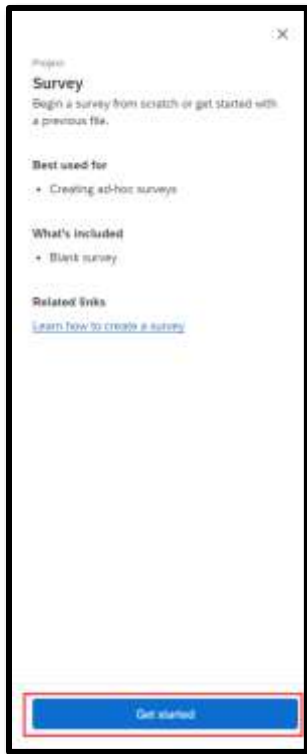 Project
Survey
Begin a survey from scratch or get started with
a previous file.
Best used for
• Creating ad-hoc surveys
What's included
• Blank survey
Related links
Learn how to create a survey
Get started